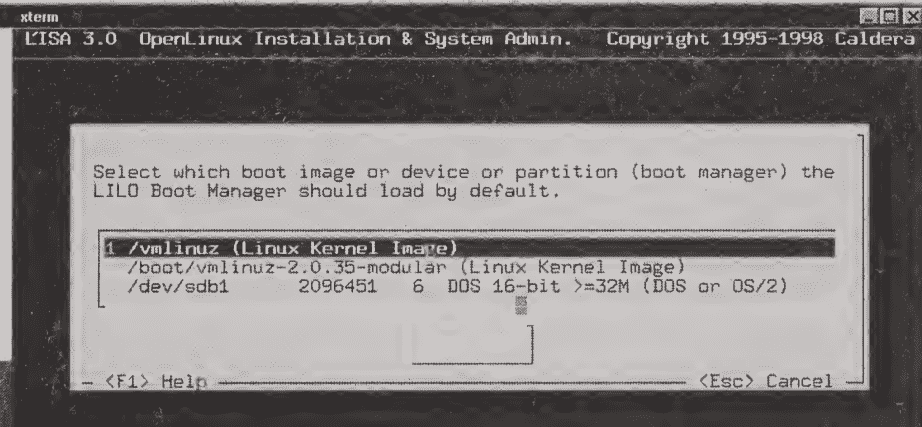 xterm
LISA 3.0 OpenLinux Installation & System Admin. Copyright 1995-1998 Caldera
Select which boot image or device or partition (boot manager) the
LILO Boot Manager should load by default.
1 /vmlinuz (Linux Kernel Image)
/boot/vmlinuz-2.0.35-modular (Linux Kernel Image)
/dev/sdb1 2096451 6 DOS 16-bit >=32M (DOS or OS/2)
<F1> Help <Esc> Cancel